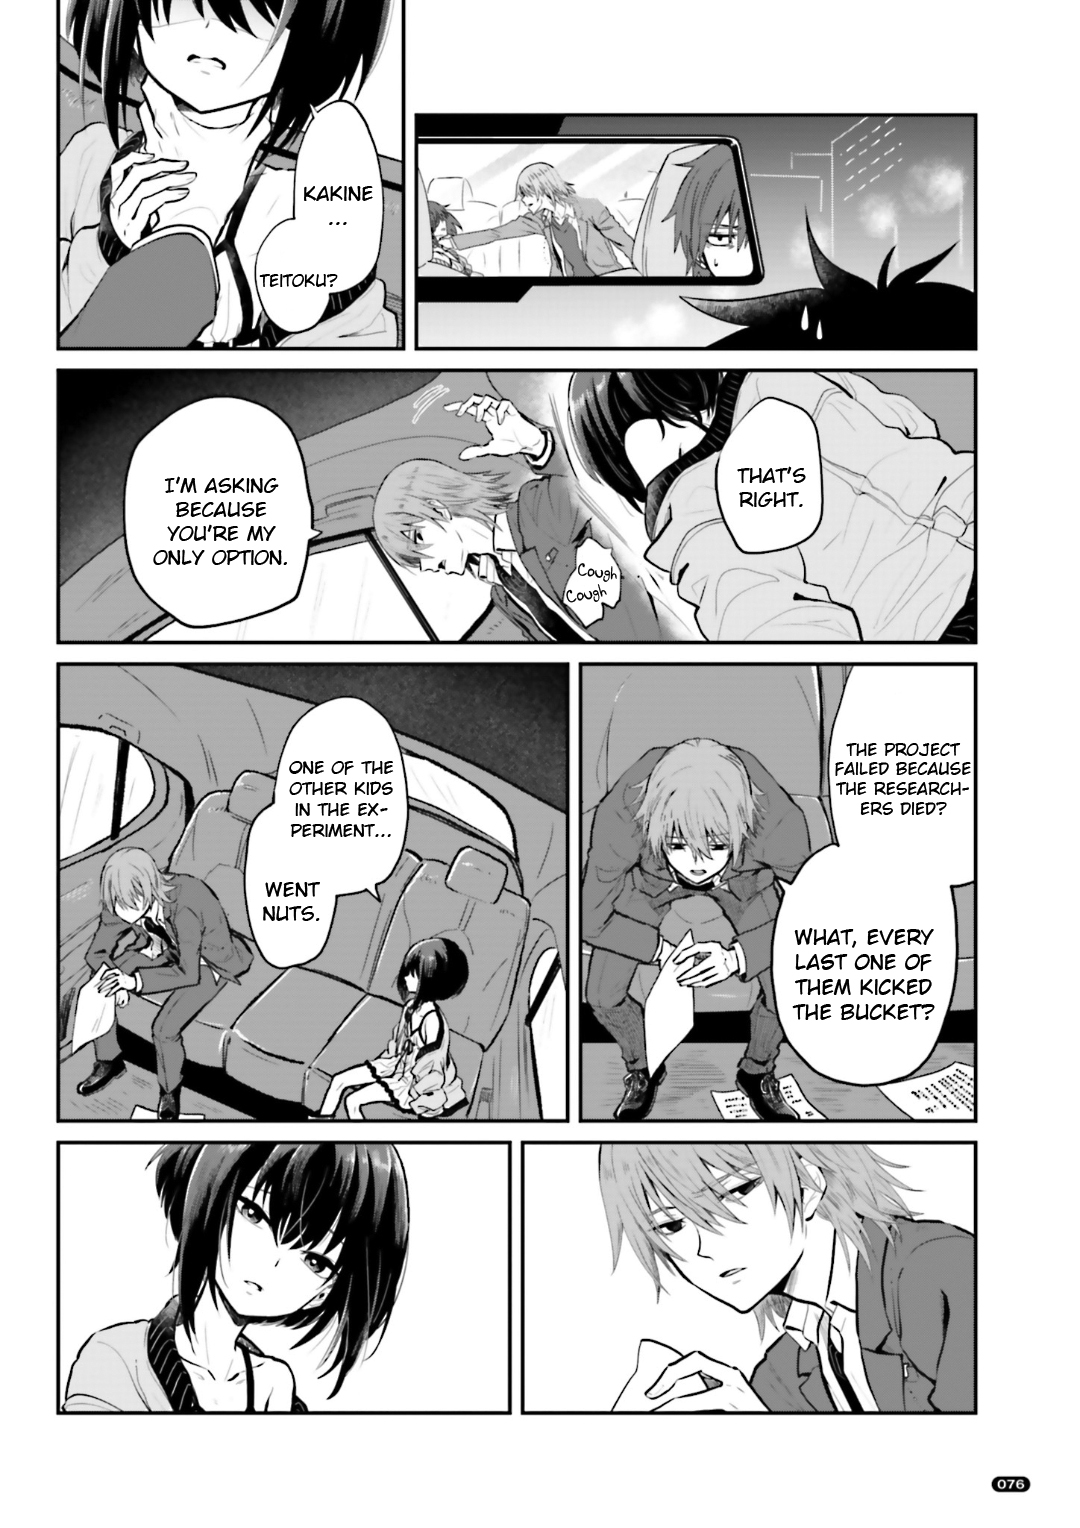 KAKINE
...
TEITOKU?
THAT'S
RIGHT.
Cough
Cough
I'M ASKING
BECAUSE
YOU'RE MY
ONLY OPTION.
THE PROJECT
FAILED BECAUSE
THE RESEARCH-
ERS DIED?
WHAT, EVERY
LAST ONE OF
THEM KICKED
THE BUCKET?
ONE OF THE
OTHER KIDS
IN THE EX-
PERIMENT...
WENT
NUTS.
076